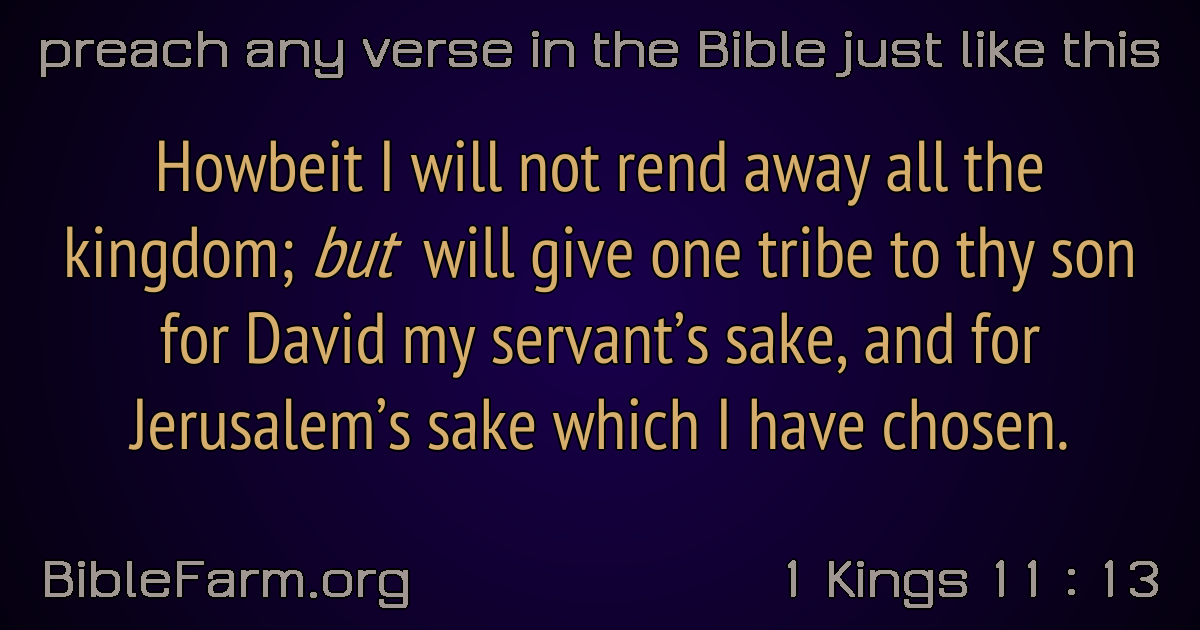 preach any verse in the Bible just like this
Howbeit I will not rend away all the
kingdom; but will give one tribe to thy son
for David my servant’s sake, and for
Jerusalem’s sake which I have chosen.
BibleFarm.org
1 Kings 11 : 13